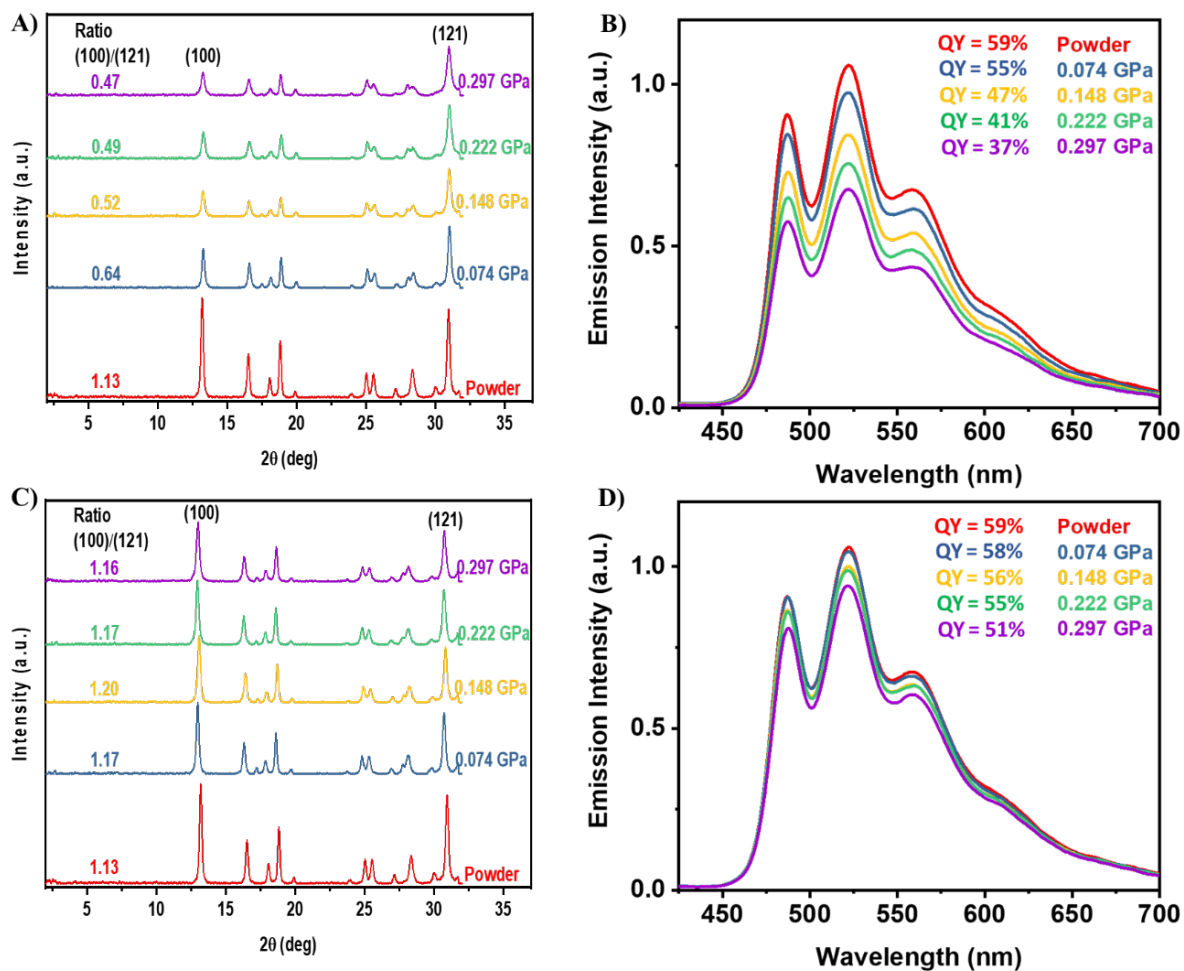 A)
Ratio
(100)/(121)
(100)
(121)
0.47
0.297 GPa
0.49
0.222 GPa
0.52
0.148 GPa
0.64
0.074 GPa
1.13
Powder
Intensity (a.u.)
5 10 15 20 25 30 35
2θ (deg)
B)
QY = 59% Powder
QY = 55% 0.074 GPa
QY = 47% 0.148 GPa
QY = 41% 0.222 GPa
QY = 37% 0.297 GPa
Emission Intensity (a.u.)
1.0
0.5
0.0
450 500 550 600 650 700
Wavelength (nm)
C)
Ratio
(100)/(121)
(100)
(121)
1.16
0.297 GPa
1.17
0.222 GPa
1.20
0.148 GPa
1.17
0.074 GPa
1.13
Powder
Intensity (a.u.)
5 10 15 20 25 30 35
2θ (deg)
D)
QY = 59% Powder
QY = 58% 0.074 GPa
QY = 56% 0.148 GPa
QY = 55% 0.222 GPa
QY = 51% 0.297 GPa
Emission Intensity (a.u.)
1.0
0.5
0.0
450 500 550 600 650 700
Wavelength (nm)